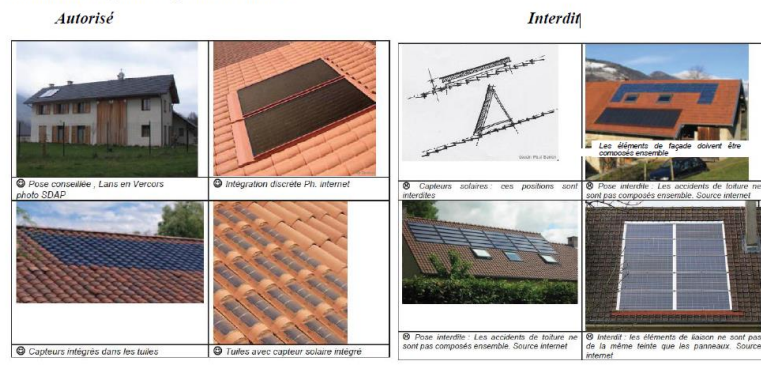 Autorisé
Interdit
☺ Pose conseillée , Lans en Vercors
photo SDAP
☺ Intégration discrète Ph. internet
☺ Capteurs intégrés dans les tuiles
☺ Tuiles avec capteur solaire intégré
☹ Capteurs solaires : ces positions sont
interdites
Les éléments de façade doivent être
composés ensemble
☹ Pose interdite : Les accidents de toiture ne
sont pas composés ensemble. Source internet
☹ Pose interdite : Les accidents de toiture ne
sont pas composés ensemble. Source internet
☹ Interdit : les éléments de liaison ne sont pas
de la même teinte que les panneaux. Source
internet